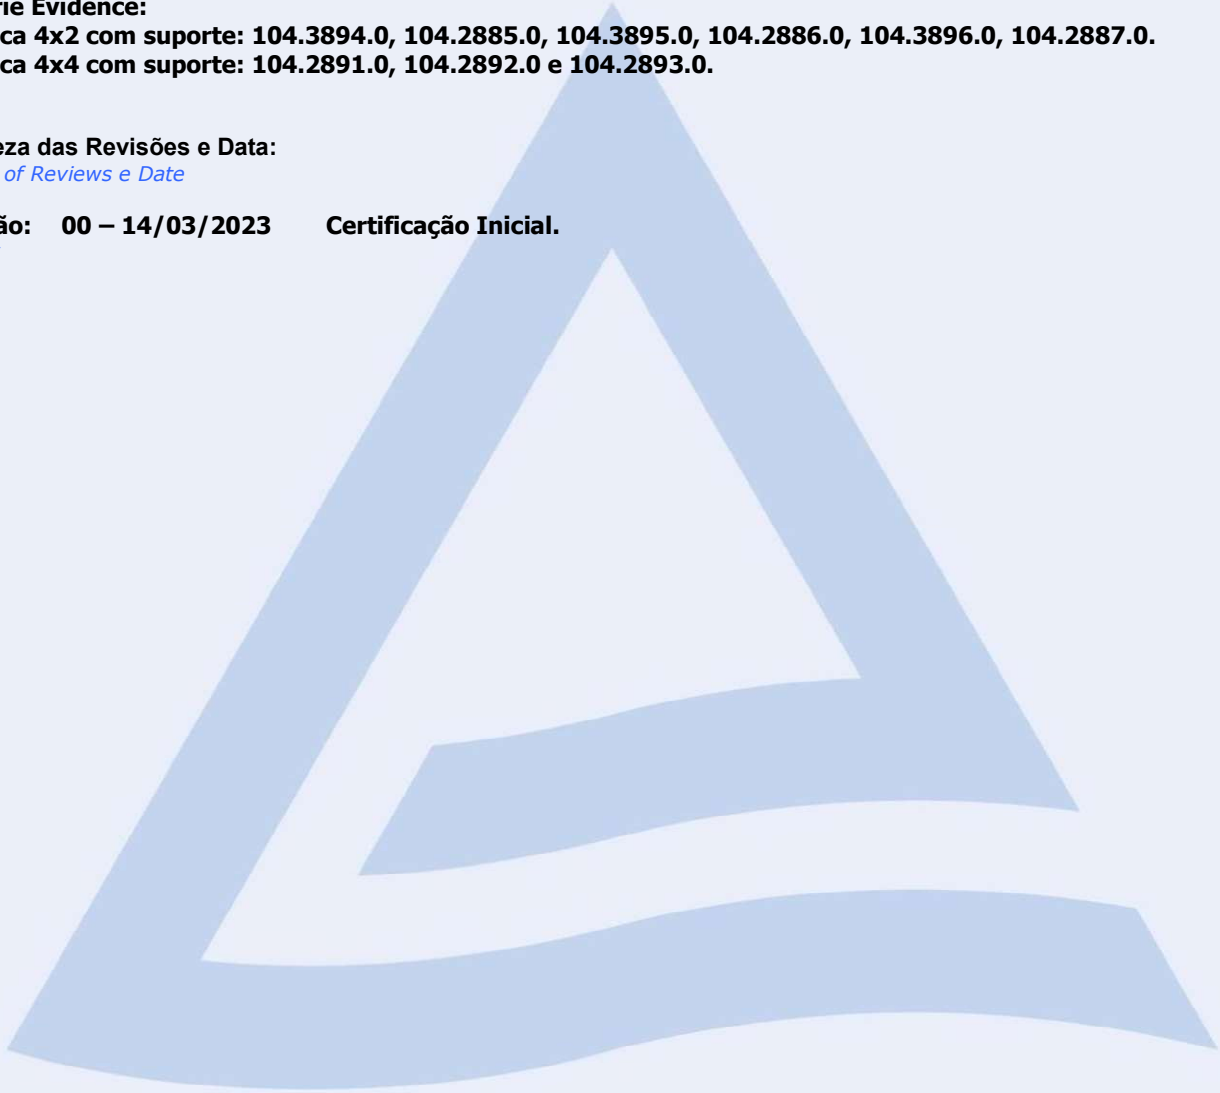 rie Evidence:
ca 4x2 com suporte: 104.3894.0, 104.2885.0, 104.3895.0, 104.2886.0, 104.3896.0, 104.2887.0.
ca 4x4 com suporte: 104.2891.0, 104.2892.0 e 104.2893.0.
eza das Revisões e Data:
of Reviews e Date
ão: 00 – 14/03/2023 Certificação Inicial.